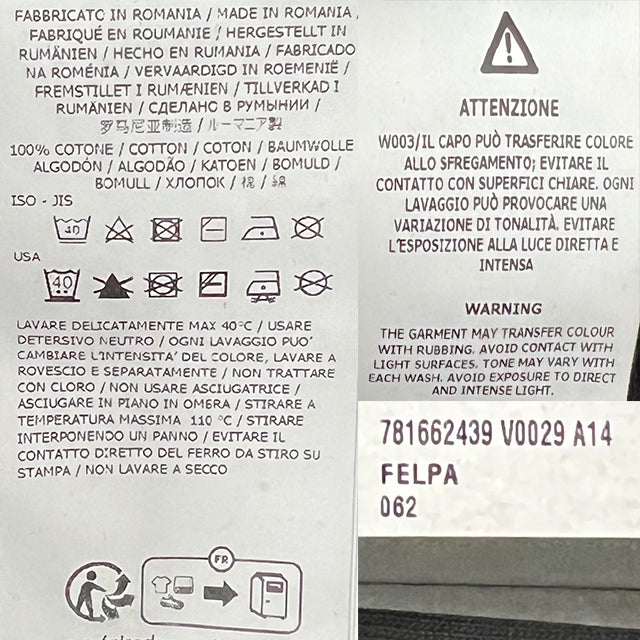 FABBRICATO IN ROMANIA / MADE IN ROMANIA /
FABRIQUÉ EN ROUMANIE / HERGESTELLT IN
RUMÄNIEN / HECHO EN RUMANIA / FABRICADO
NA ROMÉNIA / VERVAARDIGD IN ROEMENIË /
FREMSTILLET I RUMÆNIEN / TILLVERKAD I
RUMÄNIEN / СДЕЛАНО В РУМЫНИИ /
罗马尼亚制造 / ルーマニア製
100% COTONE / COTTON / COTON / BAUMWOLLE
ALGODÓN / ALGODÃO / KATOEN / BOMULD /
BOMULL / ХЛОПОК / 棉 / 綿
ISO - JIS
40
USA
40
LAVARE DELICATAMENTE MAX 40°C / USARE
DETERSIVO NEUTRO / OGNI LAVAGGIO PUO'
CAMBIARE L'INTENSITA' DEL COLORE, LAVARE A
ROVESCIO E SEPARATAMENTE / NON TRATTARE
CON CLORO / NON USARE ASCIUGATRICE /
ASCIUGARE IN PIANO IN OMBRA / STIRARE A
TEMPERATURA MASSIMA 110 °C / STIRARE
INTERPONENDO UN PANNO / EVITARE IL
CONTATTO DIRETTO DEL FERRO DA STIRO SU
STAMPA / NON LAVARE A SECCO
FR
ATTENZIONE
W003/IL CAPO PUÒ TRASFERIRE COLORE
ALLO SFREGAMENTO; EVITARE IL
CONTATTO CON SUPERFICI CHIARE. OGNI
LAVAGGIO PUÒ PROVOCARE UNA
VARIAZIONE DI TONALITÀ. EVITARE
L'ESPOSIZIONE ALLA LUCE DIRETTA E
INTENSA
WARNING
THE GARMENT MAY TRANSFER COLOUR
WITH RUBBING. AVOID CONTACT WITH
LIGHT SURFACES. TONE MAY VARY WITH
EACH WASH. AVOID EXPOSURE TO DIRECT
AND INTENSE LIGHT.
781662439 V0029 A14
FELPA
062